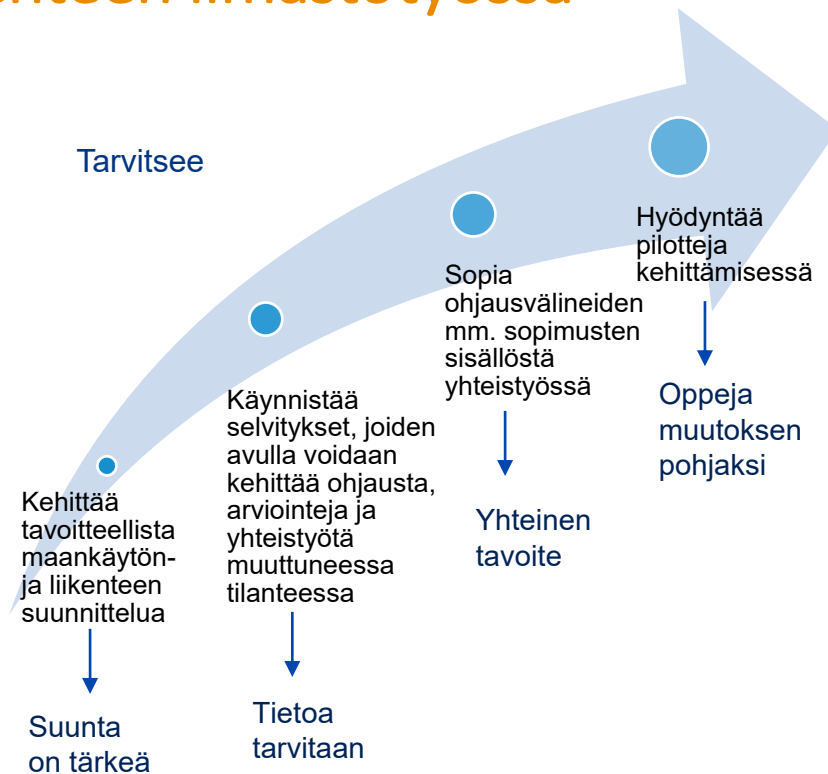 Tarvitsee
Kehittää
tavoitteellista
maankäytön-
ja liikenteen
suunnittelua
Suunta
on tärkeä
Käynnistää
selvitykset, joiden
avulla voidaan
kehittää ohjausta,
arviointeja ja
yhteistyötä
muuttuneessa
tilanteessa
Tietoa
tarvitaan
Sopia
ohjausvälineiden
mm. sopimusten
sisällöstä
yhteistyössä
Yhteinen
tavoite
Hyödyntää
pilotteja
kehittämisessä
Oppeja
muutoksen
pohjaksi